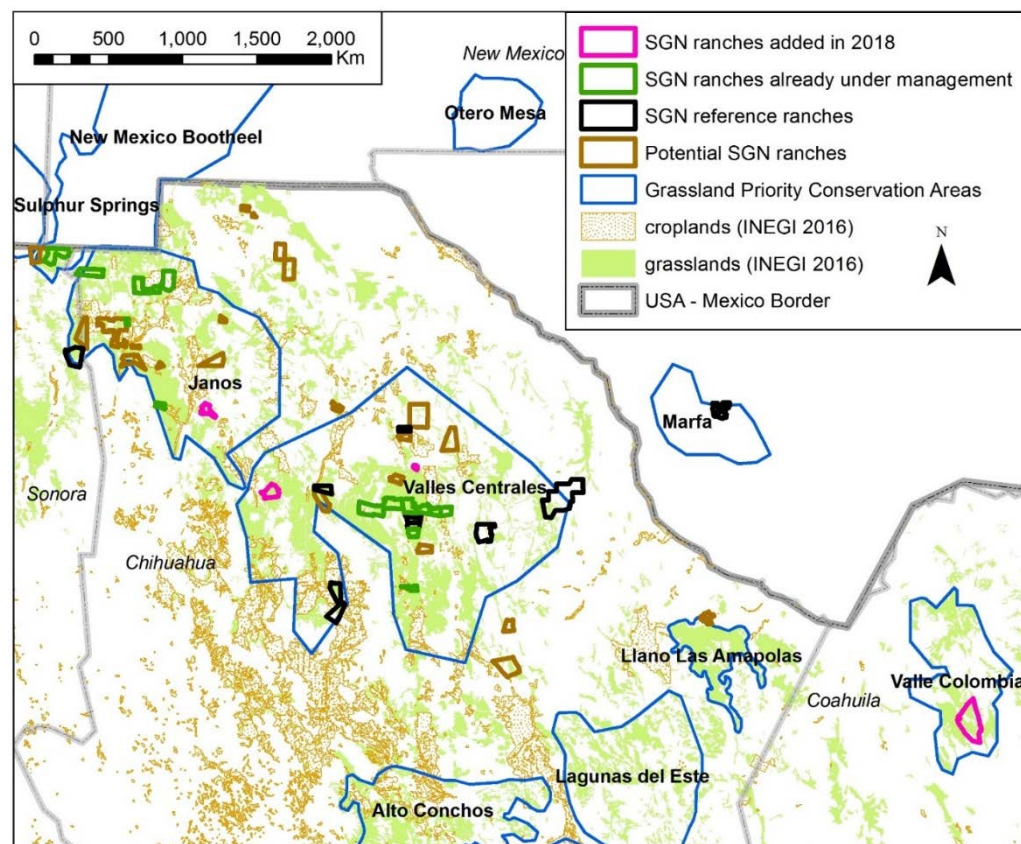 0 500 1,000 1,500 2,000
Km
New Mexico
Otero Mesa
New Mexico Bootheel
Sulphur Springs
SGN ranches added in 2018
SGN ranches already under management
SGN reference ranches
Potential SGN ranches
Grassland Priority Conservation Areas
croplands (INEGI 2016)
grasslands (INEGI 2016)
USA - Mexico Border
N
Janos
Marfa
Sonora
Valles Centrales
Chihuahua
Llano Las Amapolas
Valle Colombia
Coahuila
Lagunas del Este
Alto Conchos